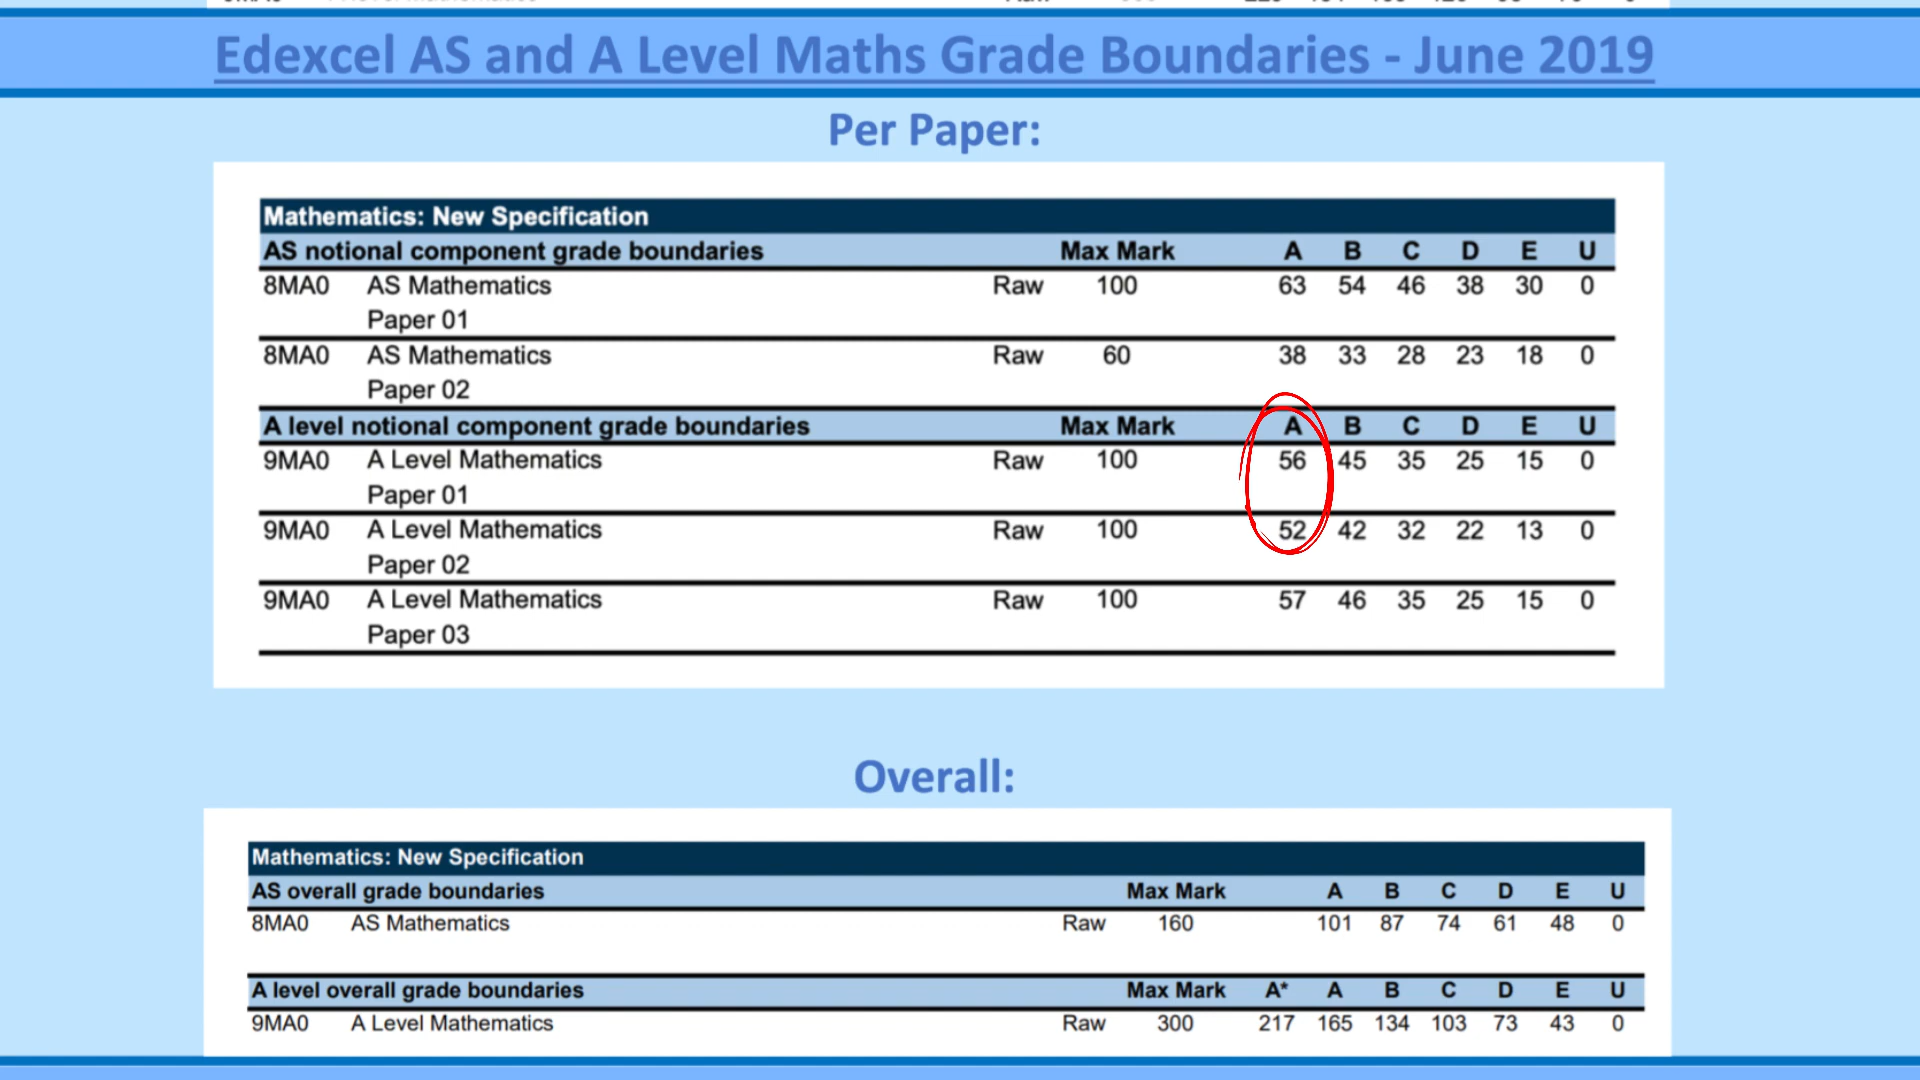 Edexcel AS and A Level Maths Grade Boundaries - June 2019
Per Paper:
Mathematics: New Specification
AS notional component grade boundaries Max Mark A B C D E U
8MA0 AS Mathematics Raw 100 63 54 46 38 30 0
Paper 01
8MA0 AS Mathematics Raw 60 38 33 28 23 18 0
Paper 02
A level notional component grade boundaries Max Mark A B C D E U
9MA0 A Level Mathematics Raw 100 56 45 35 25 15 0
Paper 01
9MA0 A Level Mathematics Raw 100 52 42 32 22 13 0
Paper 02
9MA0 A Level Mathematics Raw 100 57 46 35 25 15 0
Paper 03
Overall:
Mathematics: New Specification
AS overall grade boundaries Max Mark A B C D E U
8MA0 AS Mathematics Raw 160 101 87 74 61 48 0
A level overall grade boundaries Max Mark A* A B C D E U
9MA0 A Level Mathematics Raw 300 217 165 134 103 73 43 0